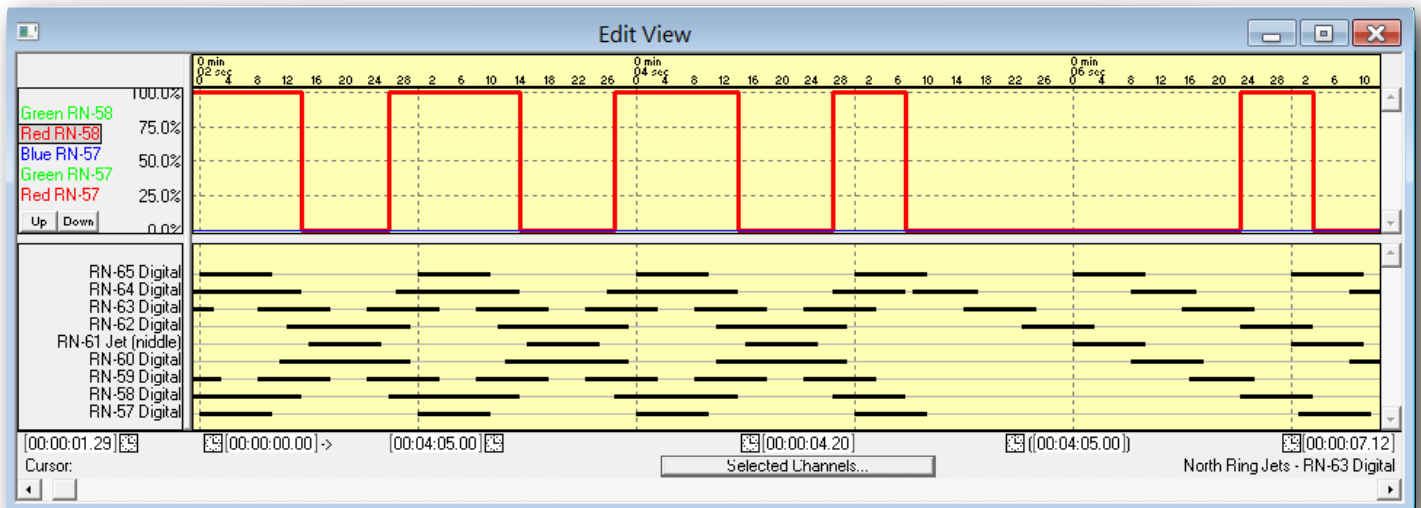 Edit View
0 min 0 min 0 min
02 sec 04 sec 06 sec
0 4 8 12 16 20 24 28 2 6 10 14 18 22 26 0 4 8 12 16 20 24 28 2 6 10 14 18 22 26 0 4 8 12 16 20 24 28 2 6 10
100.0%
Green RN-58
Red RN-58 75.0%
Blue RN-57 50.0%
Green RN-57
Red RN-57 25.0%
Up Down 0.0%
RN-65 Digital
RN-64 Digital
RN-63 Digital
RN-62 Digital
RN-61 Jet (niddle)
RN-60 Digital
RN-59 Digital
RN-58 Digital
RN-57 Digital
[00:00:01.29] [00:00:00.00] -> [00:04:05.00] [00:00:04.20] ([00:04:05.00]) [00:00:07.12]
Cursor: Selected Channels... North Ring Jets - RN-63 Digital